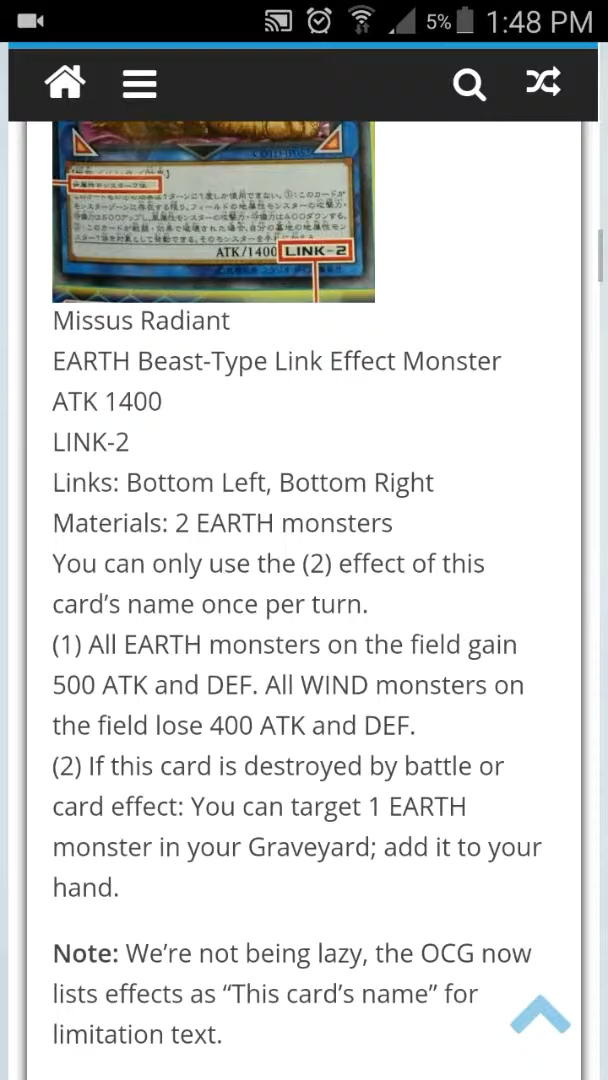 5% 1:48 PM
ATK/1400 LINK-2
Missus Radiant
EARTH Beast-Type Link Effect Monster
ATK 1400
LINK-2
Links: Bottom Left, Bottom Right
Materials: 2 EARTH monsters
You can only use the (2) effect of this
card’s name once per turn.
(1) All EARTH monsters on the field gain
500 ATK and DEF. All WIND monsters on
the field lose 400 ATK and DEF.
(2) If this card is destroyed by battle or
card effect: You can target 1 EARTH
monster in your Graveyard; add it to your
hand.
Note: We’re not being lazy, the OCG now
lists effects as “This card’s name” for
limitation text.